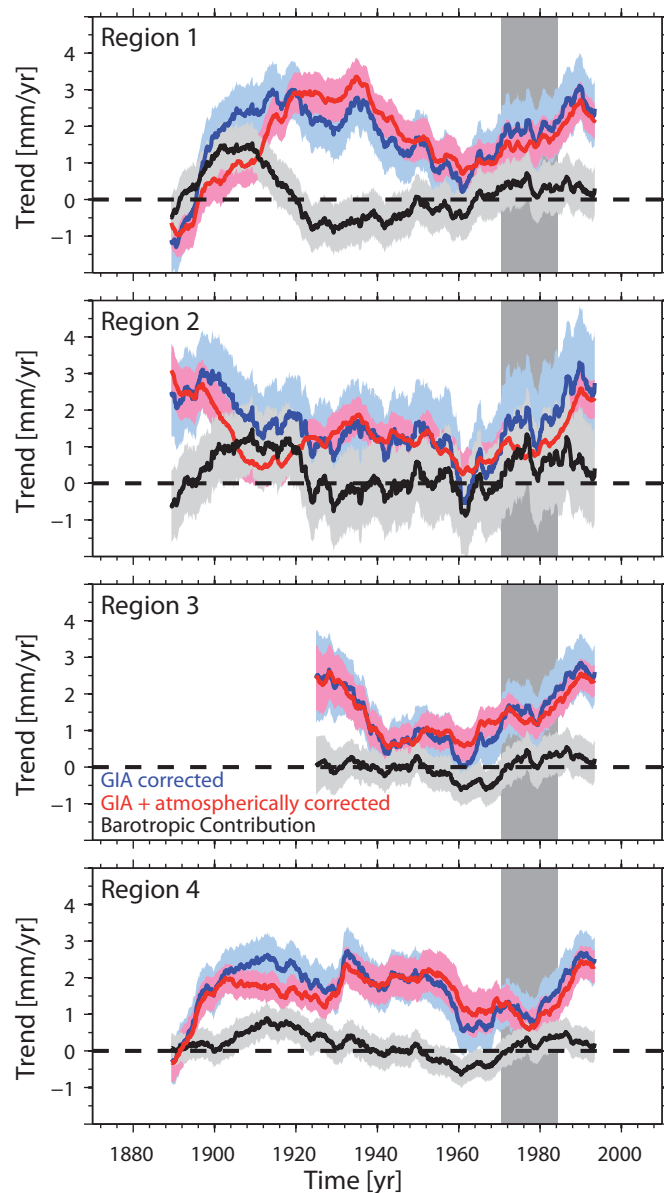 Region 1
Trend [mm/yr]
4
3
2
1
0
−1
Region 2
Trend [mm/yr]
4
3
2
1
0
−1
Region 3
Trend [mm/yr]
4
3
2
1
0
−1
GIA corrected
GIA + atmospherically corrected
Barotropic Contribution
Region 4
Trend [mm/yr]
4
3
2
1
0
−1
1880 1900 1920 1940 1960 1980 2000
Time [yr]